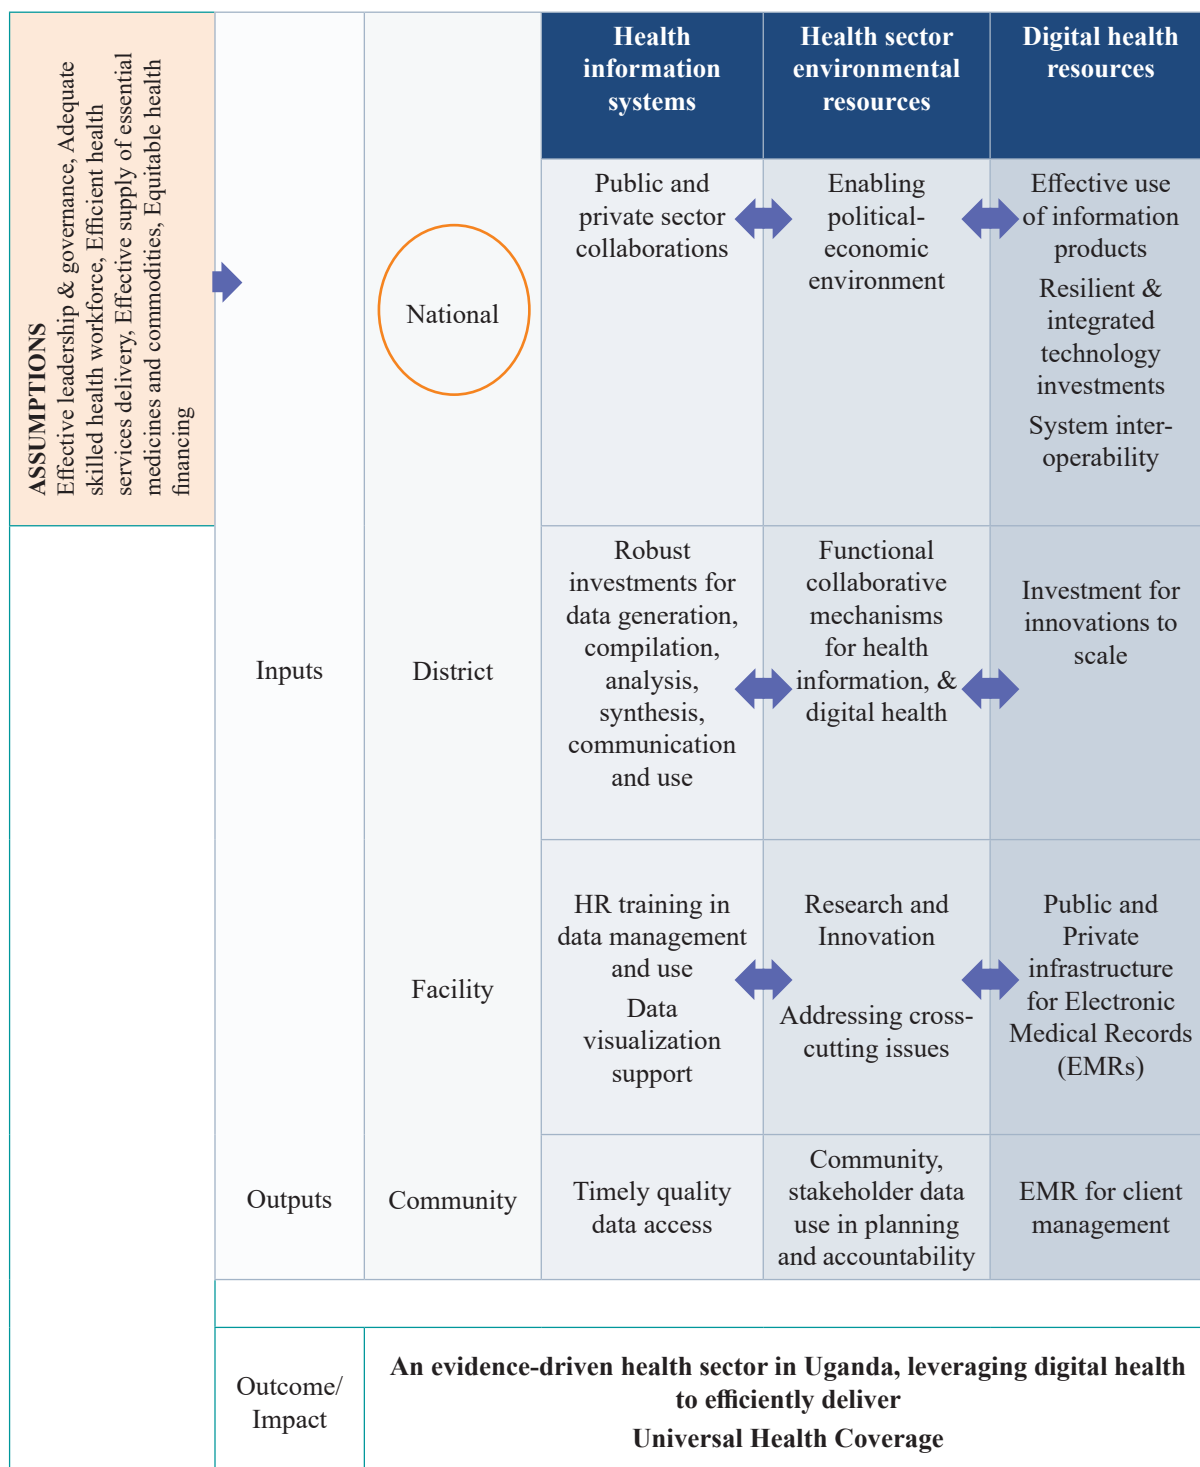 ASSUMPTIONS
Effective leadership & governance, Adequate
skilled health workforce, Efficient health
services delivery, Effective supply of essential
medicines and commodities, Equitable health
financing
Health
information
systems
Health sector
environmental
resources
Digital health
resources
National
Public and
private sector
collaborations
Enabling
political-
economic
environment
Effective use
of information
products
Resilient &
integrated
technology
investments
System inter-
operability
Inputs
District
Robust
investments for
data generation,
compilation,
analysis,
synthesis,
communication
and use
Functional
collaborative
mechanisms
for health
information, &
digital health
Investment for
innovations to
scale
Facility
HR training in
data management
and use
Data
visualization
support
Research and
Innovation
Addressing cross-
cutting issues
Public and
Private
infrastructure
for Electronic
Medical Records
(EMRs)
Outputs
Community
Timely quality
data access
Community,
stakeholder data
use in planning
and accountability
EMR for client
management
Outcome/
Impact
An evidence-driven health sector in Uganda, leveraging digital health
to efficiently deliver
Universal Health Coverage